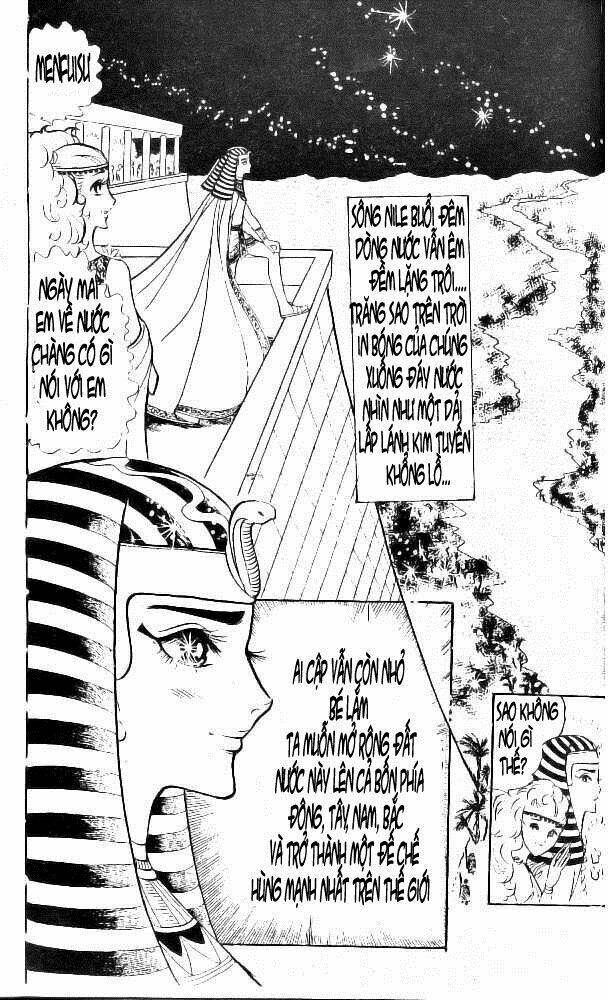 MENFUISƯ
NGÀY MAI
EM VỀ NƯỚC
CHÀNG CÓ GÌ
NÓI VỚI EM
KHÔNG?
SÔNG NILE BUỔI ĐÊM
DÒNG NƯỚC VẪN ÊM
ĐỀM LẶNG TRÔI....
TRĂNG SAO TRÊN TRỜI
IN BÓNG CỦA CHÚNG
XUỐNG ĐÁY NƯỚC
NHÌN NHƯ MỘT DẢI
LẤP LÁNH KIM TUYẾN
KHỔNG LỒ...
AI CẬP VẪN CÒN NHỎ
BÉ LẮM
TA MUỐN MỞ RỘNG ĐẤT
NƯỚC NÀY LÊN CẢ BỐN PHÍA
ĐÔNG, TÂY, NAM, BẮC
VÀ TRỞ THÀNH MỘT ĐẾ CHẾ
HÙNG MẠNH NHẤT TRÊN THẾ GIỚI
SAO KHÔNG
NÓI GÌ
THẾ?